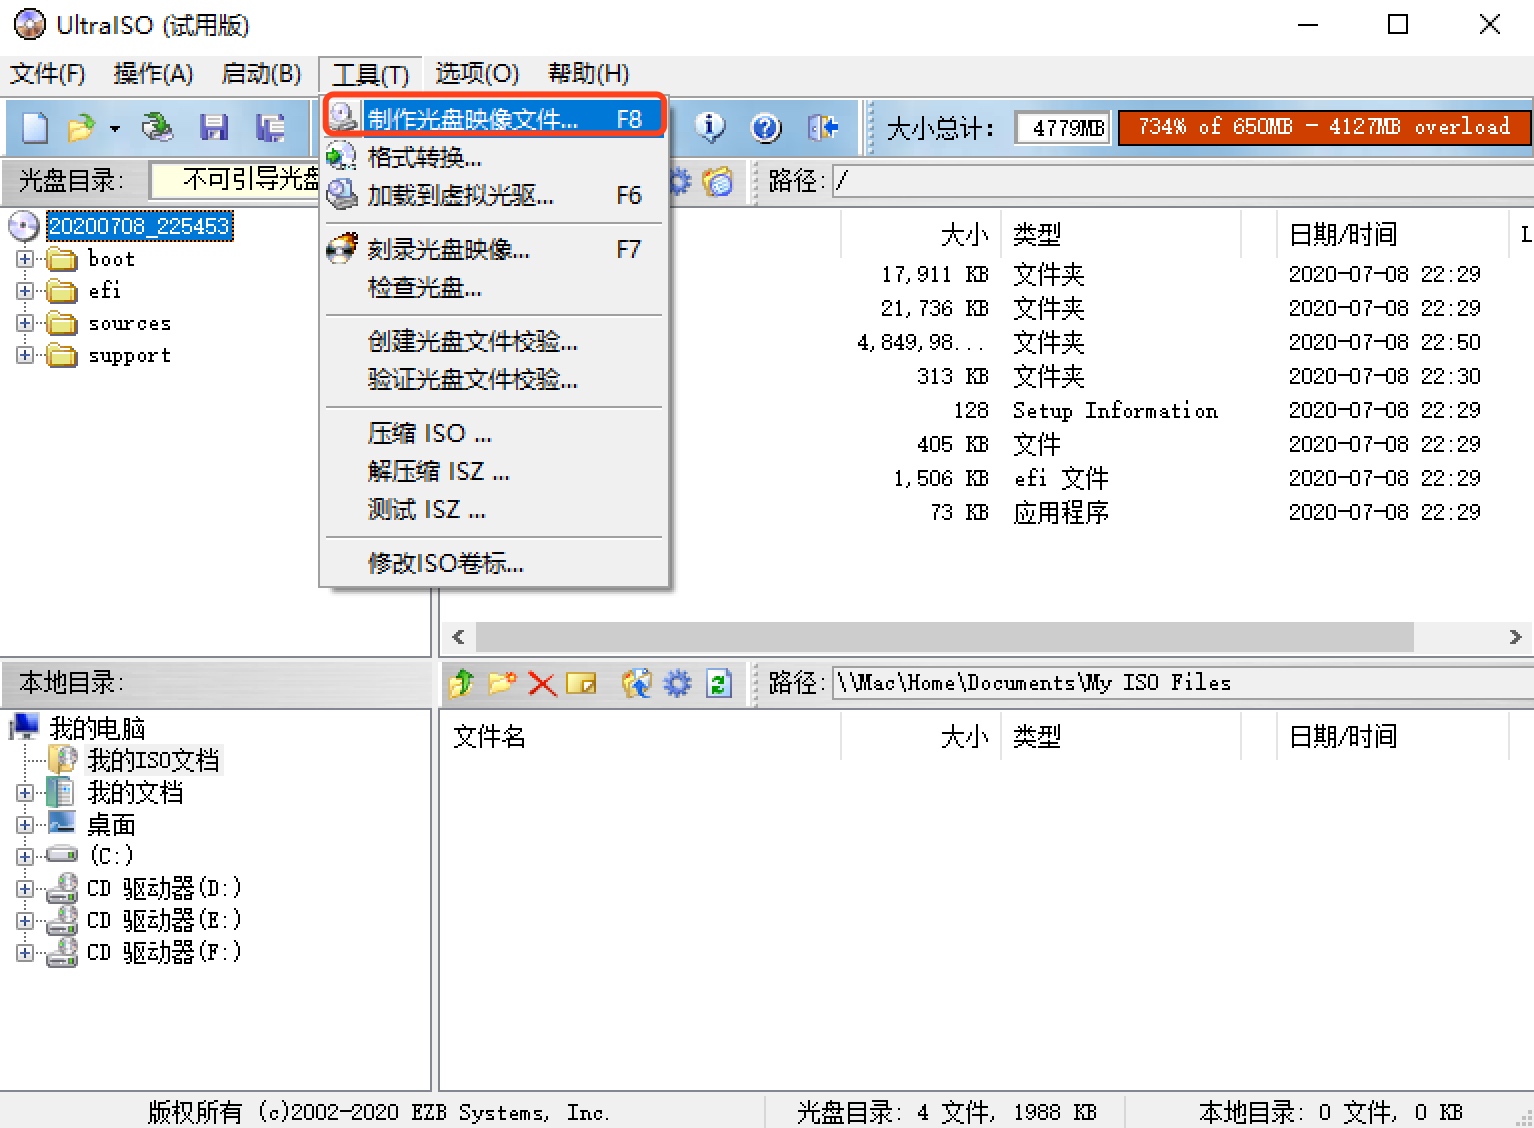 UltraISO (试用版)
文件(F) 操作(A) 启动(B) 工具(T) 选项(O) 帮助(H)
大小总计: 4779MB 734% of 650MB - 4127MB overload
光盘目录: 不可引导光盘 路径: /
制作光盘映像文件... F8
格式转换...
加载到虚拟光驱... F6
刻录光盘映像... F7
检查光盘...
创建光盘文件校验...
验证光盘文件校验...
压缩 ISO ...
解压缩 ISZ ...
测试 ISZ ...
修改ISO卷标...
20200708_225453
boot
efi
sources
support
大小 类型 日期/时间 L
17,911 KB 文件夹 2020-07-08 22:29
21,736 KB 文件夹 2020-07-08 22:29
4,849,98... 文件夹 2020-07-08 22:50
313 KB 文件夹 2020-07-08 22:30
128 Setup Information 2020-07-08 22:29
405 KB 文件 2020-07-08 22:29
1,506 KB efi 文件 2020-07-08 22:29
73 KB 应用程序 2020-07-08 22:29
本地目录: 路径: \\Mac\Home\Documents\My ISO Files
我的电脑
我的ISO文档
我的文档
桌面
(C:)
CD 驱动器(D:)
CD 驱动器(E:)
CD 驱动器(F:)
文件名 大小 类型 日期/时间
版权所有 (c)2002-2020 EZB Systems, Inc. 光盘目录: 4 文件, 1988 KB 本地目录: 0 文件, 0 KB